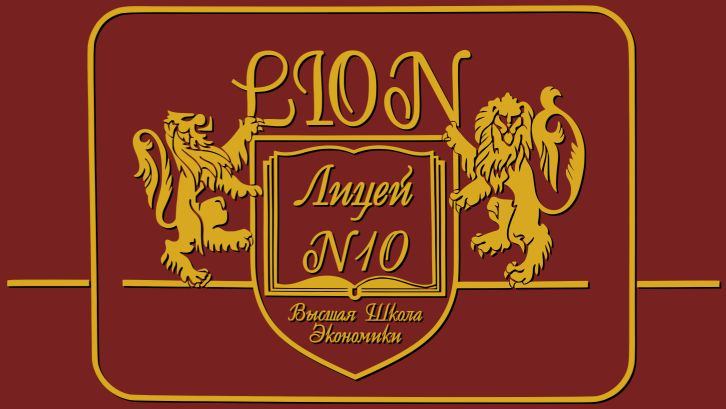 LION
Лицей
N10
Высшая Школа
Экономики